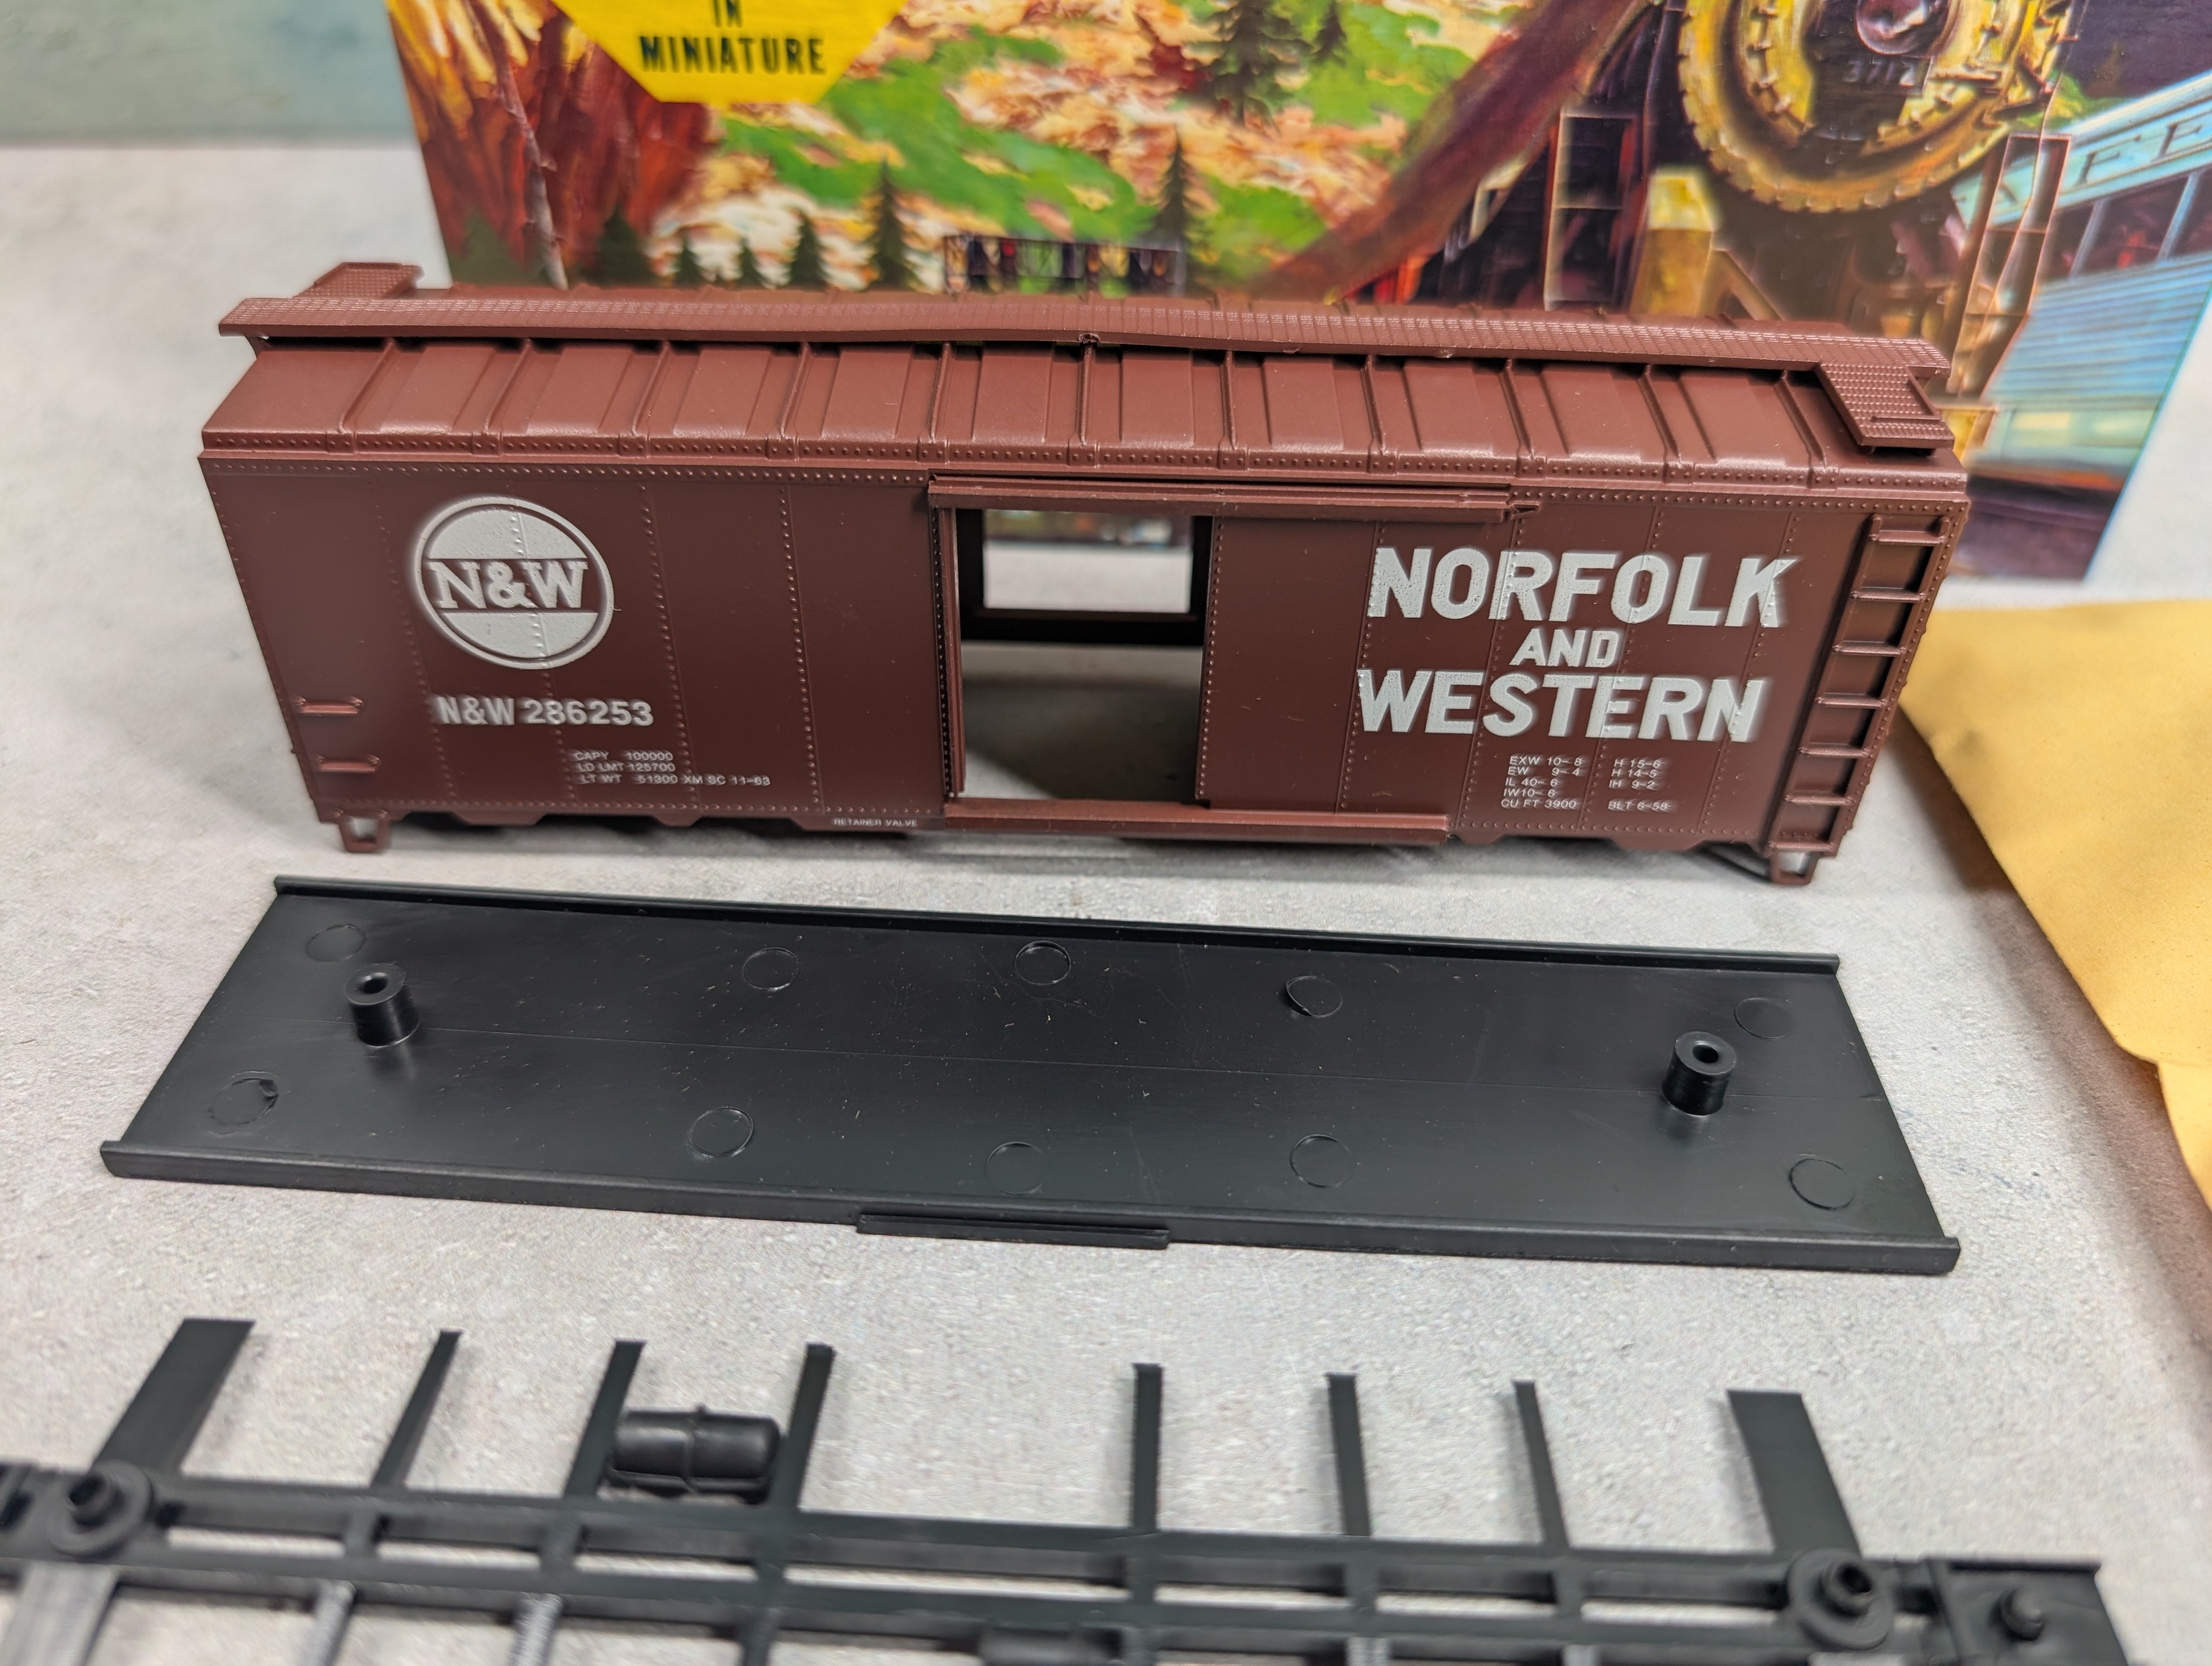 IN
MINIATURE
3712
A FE
N&W
N&W 286253
CAPY 100000
LD LMT 125700
LT WT 51300 XM SC 11-63
RETAINER VALVE
NORFOLK
AND
WESTERN
EXW 10-8 H 15-6
EW 9-4 H 14-5
IL 40-6 IH 9-2
IW 10-6
CU FT 3900 BLT 6-58